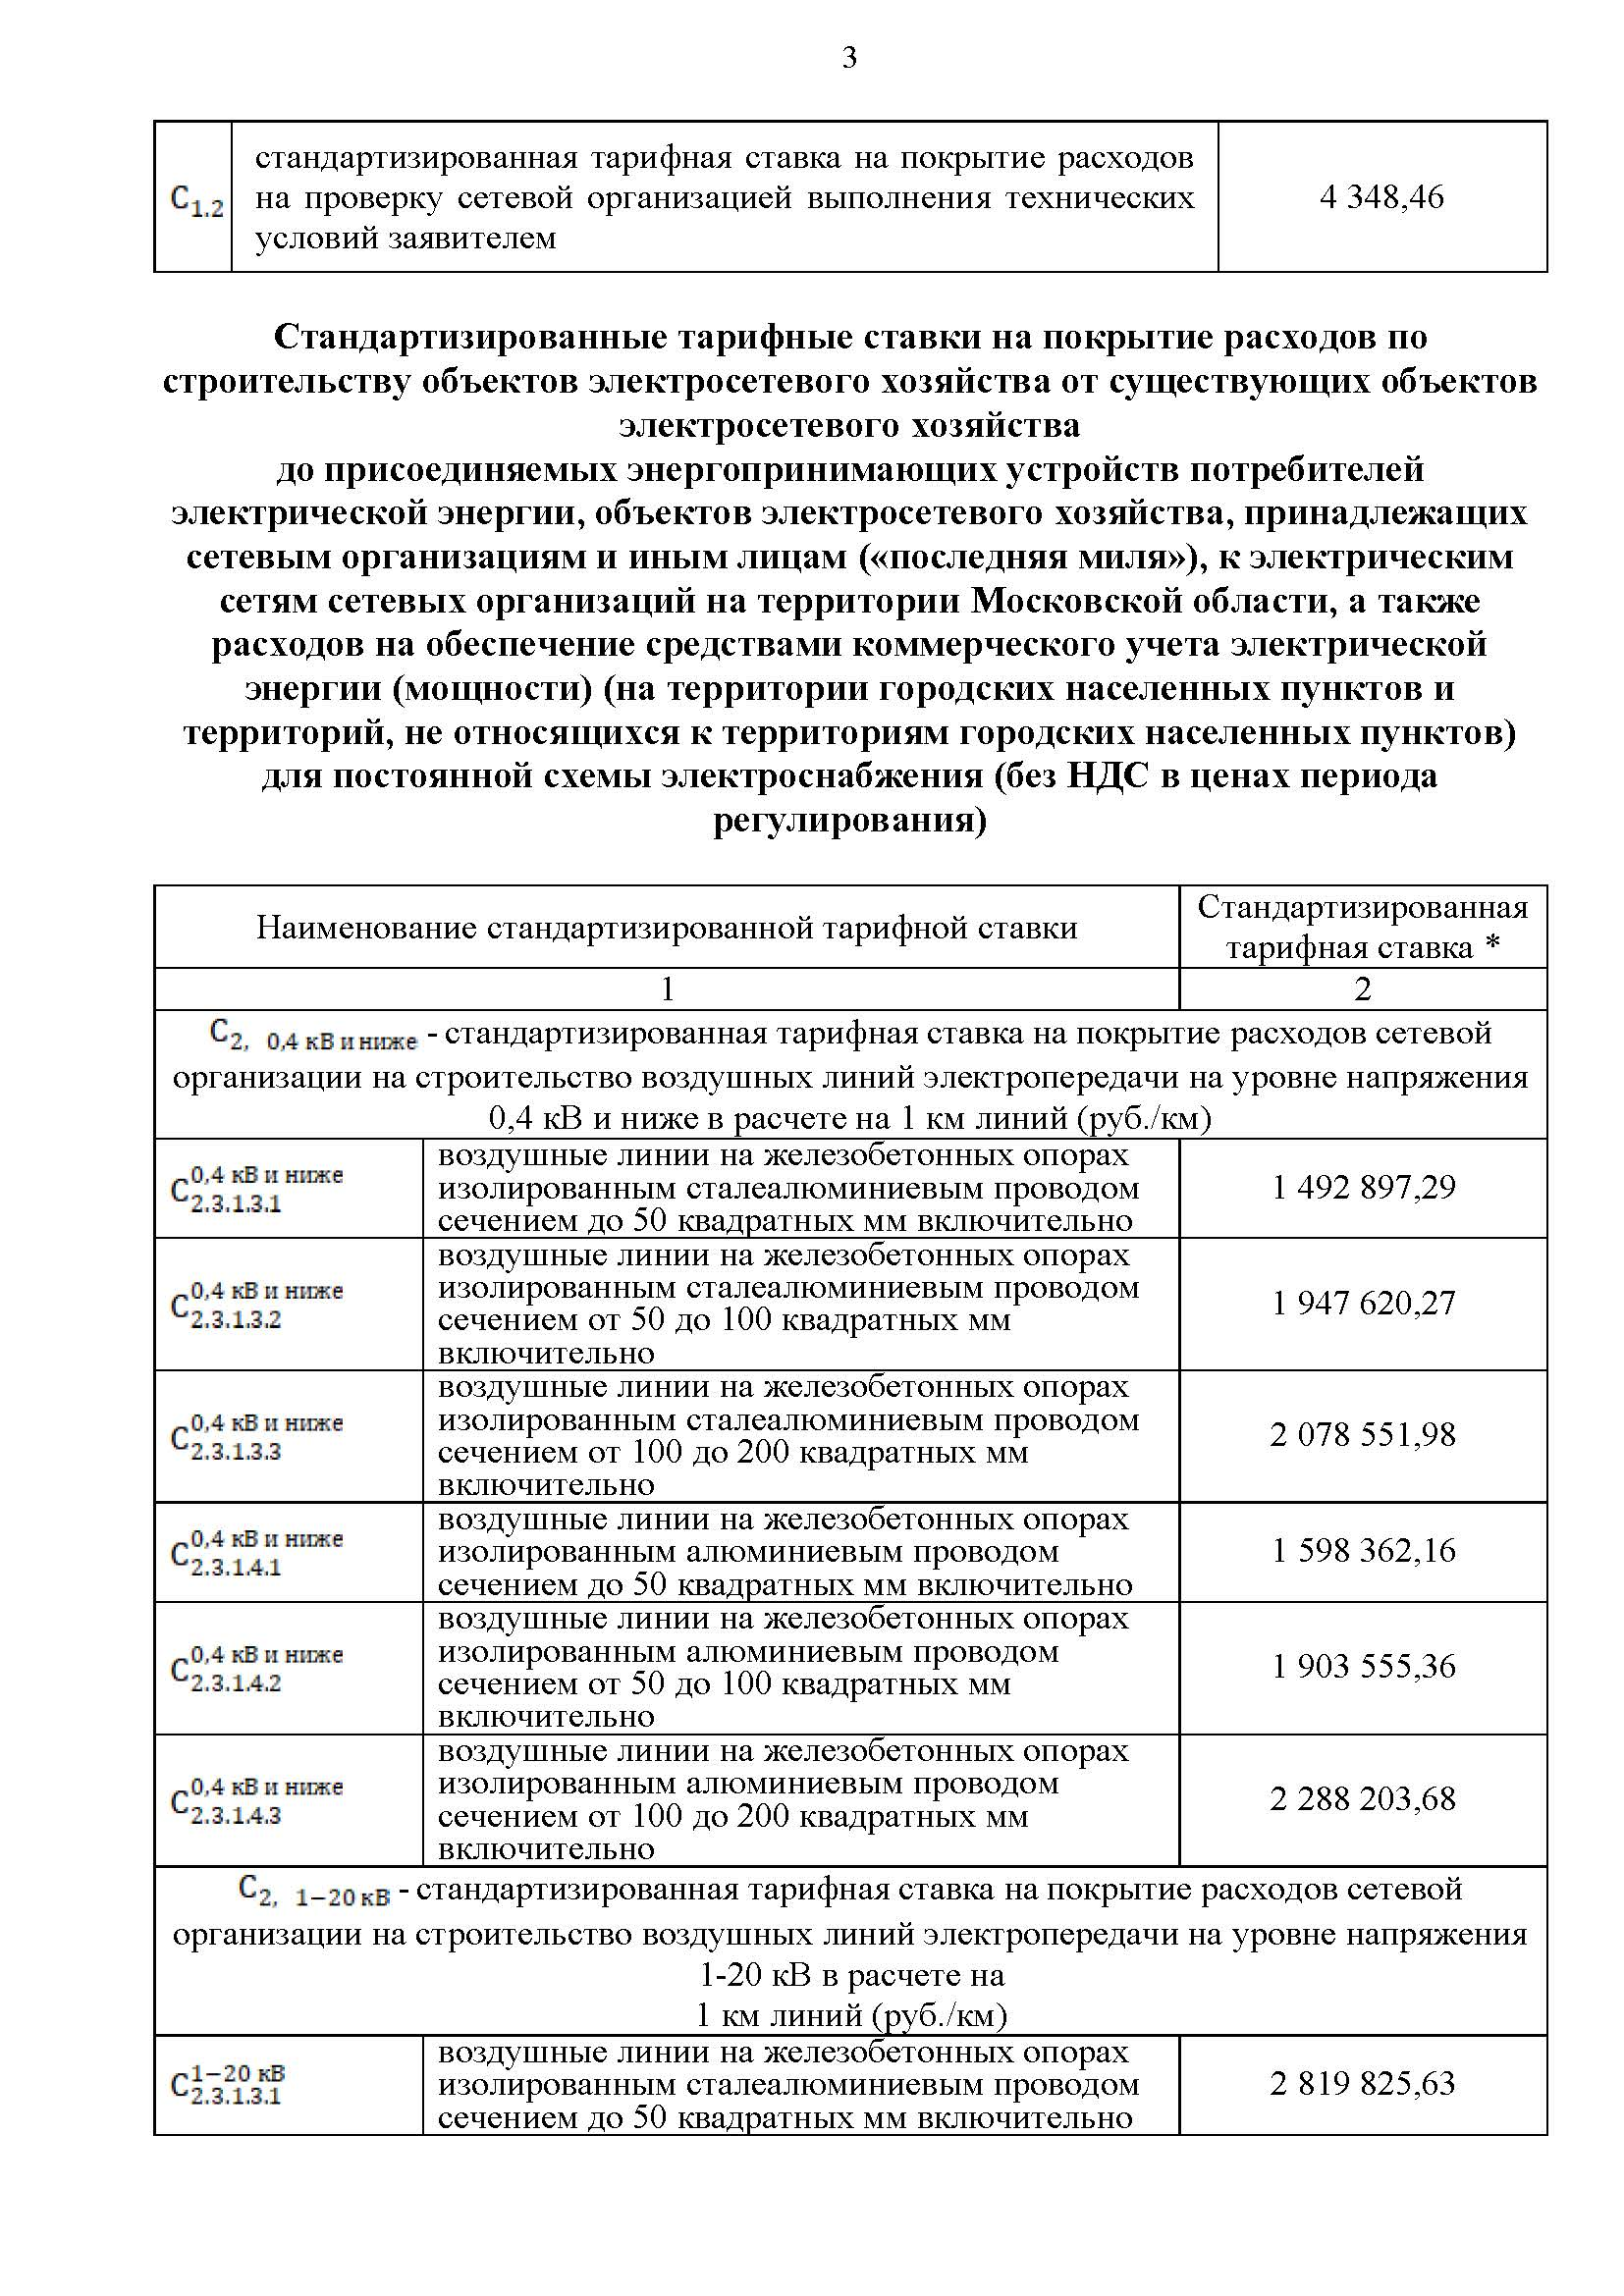 3
С1.2
стандартизированная тарифная ставка на покрытие расходов
на проверку сетевой организацией выполнения технических
условий заявителем
4 348,46
Стандартизированные тарифные ставки на покрытие расходов по
строительству объектов электросетевого хозяйства от существующих объектов
электросетевого хозяйства
до присоединяемых энергопринимающих устройств потребителей
электрической энергии, объектов электросетевого хозяйства, принадлежащих
сетевым организациям и иным лицам («последняя миля»), к электрическим
сетям сетевых организаций на территории Московской области, а также
расходов на обеспечение средствами коммерческого учета электрической
энергии (мощности) (на территории городских населенных пунктов и
территорий, не относящихся к территориям городских населенных пунктов)
для постоянной схемы электроснабжения (без НДС в ценах периода
регулирования)
Наименование стандартизированной тарифной ставки
Стандартизированная
тарифная ставка *
1
2
С2, 0,4 кВ и ниже - стандартизированная тарифная ставка на покрытие расходов сетевой
организации на строительство воздушных линий электропередачи на уровне напряжения
0,4 кВ и ниже в расчете на 1 км линий (руб./км)
С 0,4 кВ и ниже 2.3.1.3.1
воздушные линии на железобетонных опорах
изолированным сталеалюминиевым проводом
сечением до 50 квадратных мм включительно
1 492 897,29
С 0,4 кВ и ниже 2.3.1.3.2
воздушные линии на железобетонных опорах
изолированным сталеалюминиевым проводом
сечением от 50 до 100 квадратных мм
включительно
1 947 620,27
С 0,4 кВ и ниже 2.3.1.3.3
воздушные линии на железобетонных опорах
изолированным сталеалюминиевым проводом
сечением от 100 до 200 квадратных мм
включительно
2 078 551,98
С 0,4 кВ и ниже 2.3.1.4.1
воздушные линии на железобетонных опорах
изолированным алюминиевым проводом
сечением до 50 квадратных мм включительно
1 598 362,16
С 0,4 кВ и ниже 2.3.1.4.2
воздушные линии на железобетонных опорах
изолированным алюминиевым проводом
сечением от 50 до 100 квадратных мм
включительно
1 903 555,36
С 0,4 кВ и ниже 2.3.1.4.3
воздушные линии на железобетонных опорах
изолированным алюминиевым проводом
сечением от 100 до 200 квадратных мм
включительно
2 288 203,68
С2, 1−20 кВ - стандартизированная тарифная ставка на покрытие расходов сетевой
организации на строительство воздушных линий электропередачи на уровне напряжения
1-20 кВ в расчете на
1 км линий (руб./км)
С 1−20 кВ 2.3.1.3.1
воздушные линии на железобетонных опорах
изолированным сталеалюминиевым проводом
сечением до 50 квадратных мм включительно
2 819 825,63